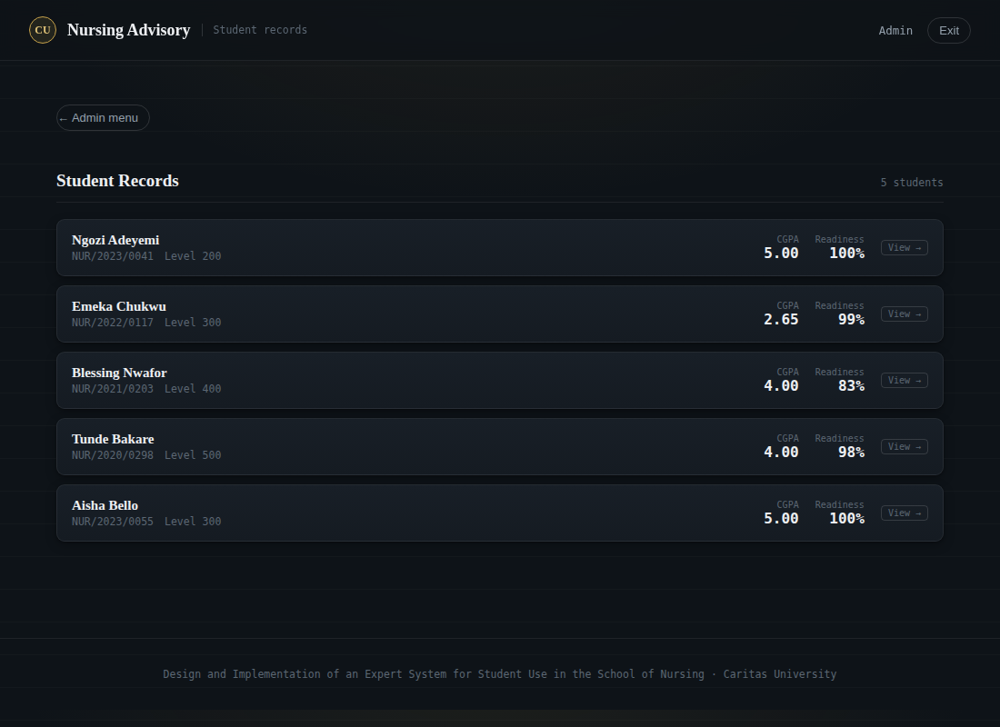 CU Nursing Advisory Student records Admin Exit
← Admin menu
Student Records 5 students
Ngozi Adeyemi
NUR/2023/0041 Level 200
CGPA Readiness
5.00 100% View →
Emeka Chukwu
NUR/2022/0117 Level 300
CGPA Readiness
2.65 99% View →
Blessing Nwafor
NUR/2021/0203 Level 400
CGPA Readiness
4.00 83% View →
Tunde Bakare
NUR/2020/0298 Level 500
CGPA Readiness
4.00 98% View →
Aisha Bello
NUR/2023/0055 Level 300
CGPA Readiness
5.00 100% View →
Design and Implementation of an Expert System for Student Use in the School of Nursing · Caritas University